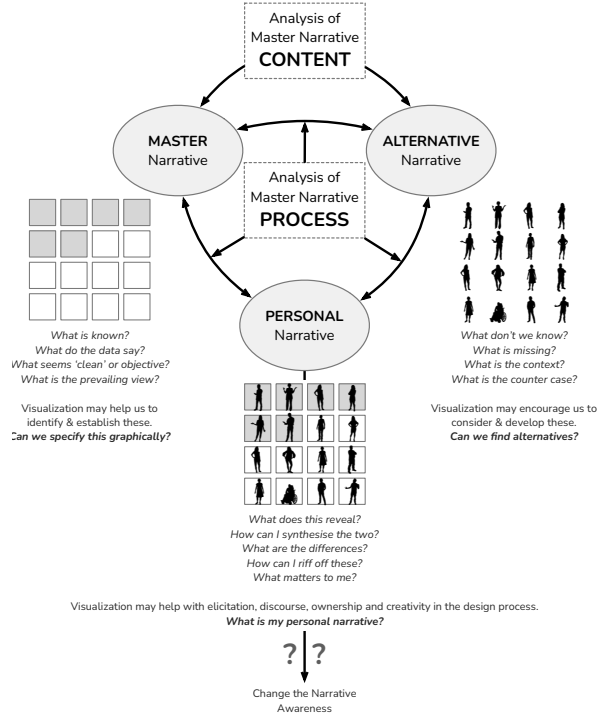 Analysis of
Master Narrative
CONTENT
MASTER
Narrative
ALTERNATIVE
Narrative
Analysis of
Master Narrative
PROCESS
PERSONAL
Narrative
What is known?
What do the data say?
What seems ‘clean’ or objective?
What is the prevailing view?
Visualization may help us to
identify & establish these.
Can we specify this graphically?
What don’t we know?
What is missing?
What is the context?
What is the counter case?
Visualization may encourage us to
consider & develop these.
Can we find alternatives?
What does this reveal?
How can I synthesise the two?
What are the differences?
How can I riff off these?
What matters to me?
Visualization may help with elicitation, discourse, ownership and creativity in the design process.
What is my personal narrative?
? ?
Change the Narrative
Awareness